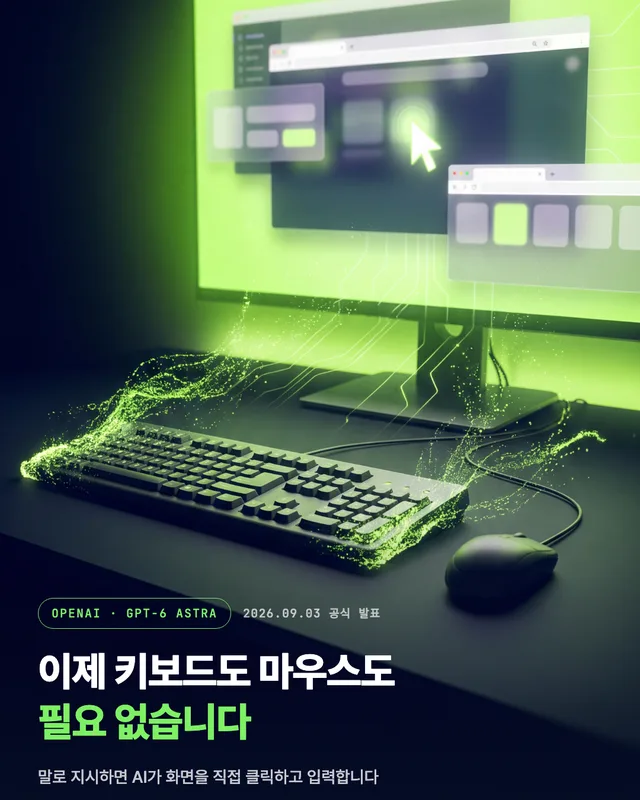 OPENAI · GPT-6 ASTRA 2026.09.03 공식 발표
이제 키보드도 마우스도
필요 없습니다
말로 지시하면 AI가 화면을 직접 클릭하고 입력합니다